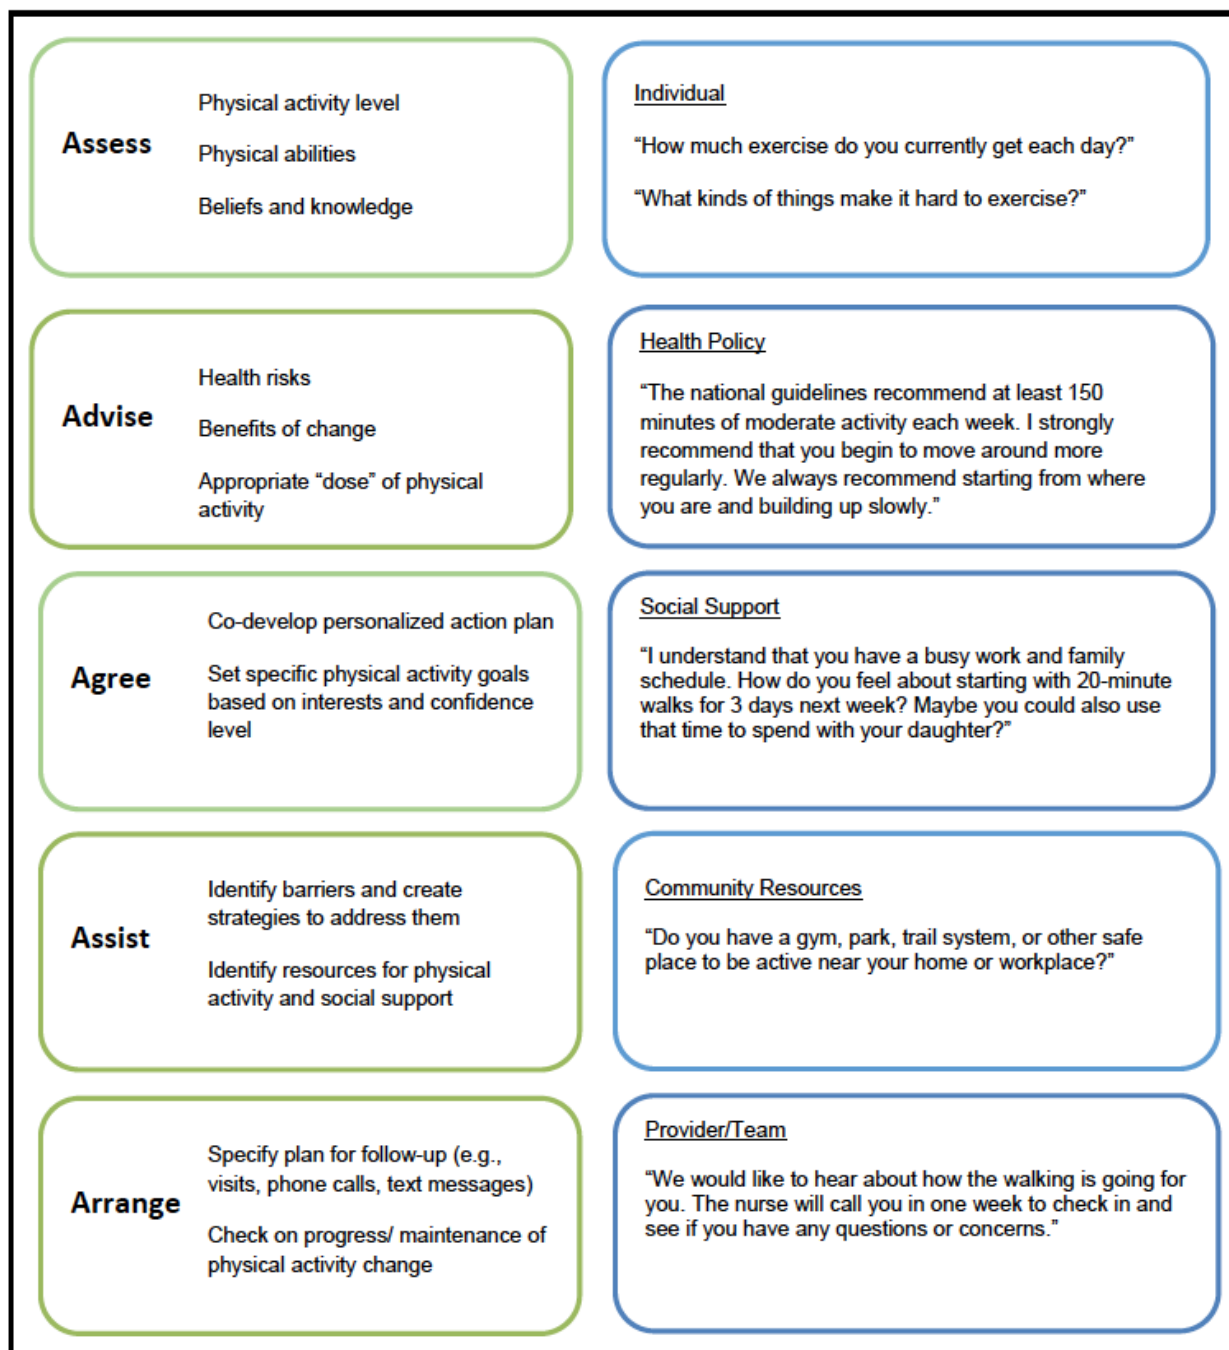 Assess
Physical activity level
Physical abilities
Beliefs and knowledge
Individual
“How much exercise do you currently get each day?”
“What kinds of things make it hard to exercise?”
Advise
Health risks
Benefits of change
Appropriate “dose” of physical
activity
Health Policy
“The national guidelines recommend at least 150
minutes of moderate activity each week. I strongly
recommend that you begin to move around more
regularly. We always recommend starting from where
you are and building up slowly.”
Agree
Co-develop personalized action plan
Set specific physical activity goals
based on interests and confidence
level
Social Support
“I understand that you have a busy work and family
schedule. How do you feel about starting with 20-minute
walks for 3 days next week? Maybe you could also use
that time to spend with your daughter?”
Assist
Identify barriers and create
strategies to address them
Identify resources for physical
activity and social support
Community Resources
“Do you have a gym, park, trail system, or other safe
place to be active near your home or workplace?”
Arrange
Specify plan for follow-up (e.g.,
visits, phone calls, text messages)
Check on progress/ maintenance of
physical activity change
Provider/Team
“We would like to hear about how the walking is going for
you. The nurse will call you in one week to check in and
see if you have any questions or concerns.”